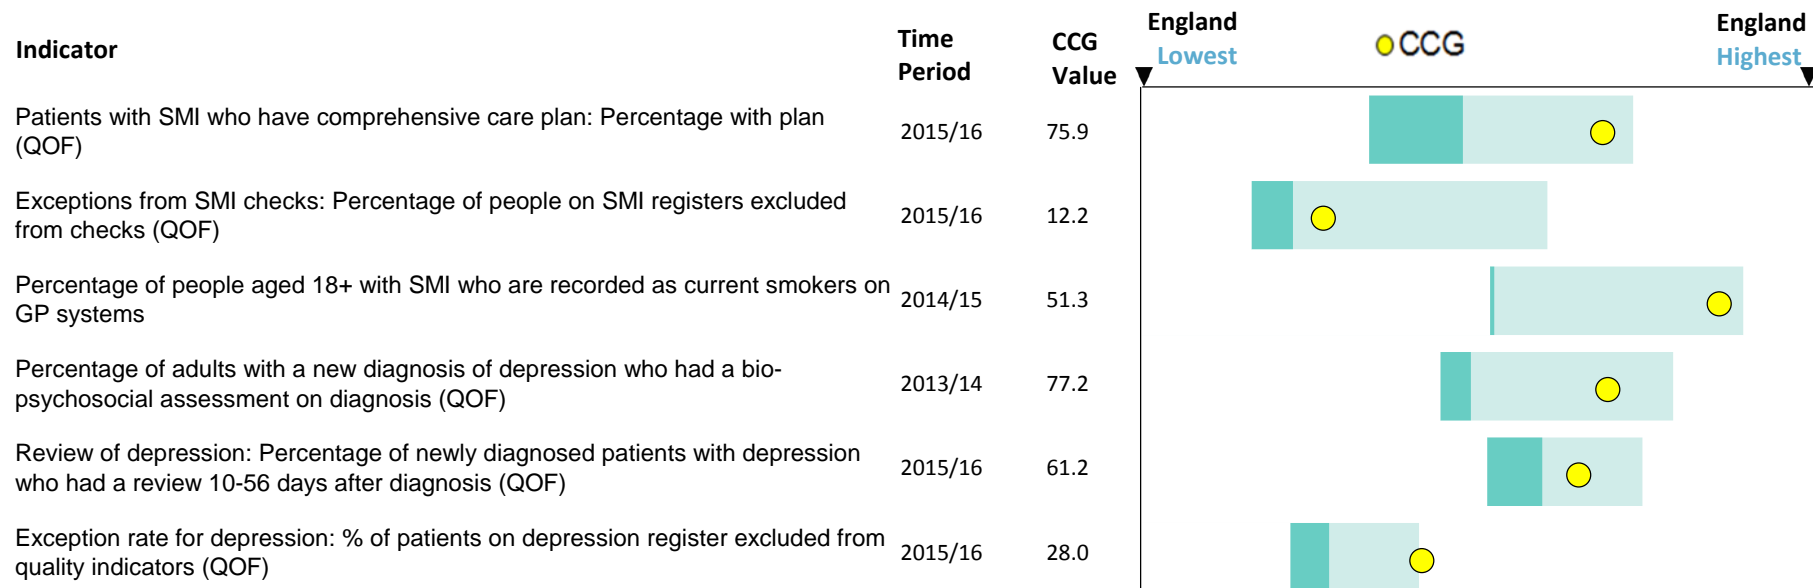 Indicator
Time
Period
CCG
Value
England
Lowest
CCG
England
Highest
Patients with SMI who have comprehensive care plan: Percentage with plan
(QOF)
2015/16
75.9
Exceptions from SMI checks: Percentage of people on SMI registers excluded
from checks (QOF)
2015/16
12.2
Percentage of people aged 18+ with SMI who are recorded as current smokers on
GP systems
2014/15
51.3
Percentage of adults with a new diagnosis of depression who had a bio-
psychosocial assessment on diagnosis (QOF)
2013/14
77.2
Review of depression: Percentage of newly diagnosed patients with depression
who had a review 10-56 days after diagnosis (QOF)
2015/16
61.2
Exception rate for depression: % of patients on depression register excluded from
quality indicators (QOF)
2015/16
28.0